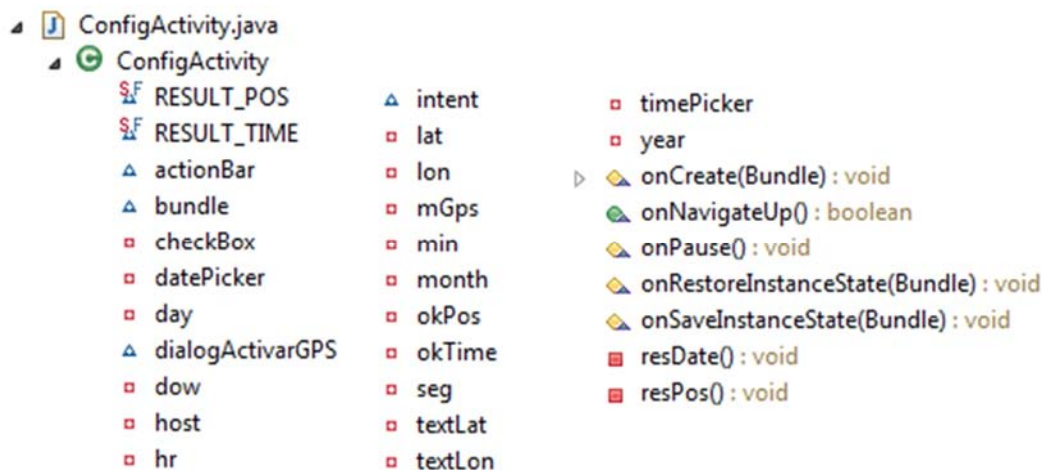 ConfigActivity.java
ConfigActivity
RESULT_POS
RESULT_TIME
actionBar
bundle
checkBox
datePicker
day
dialogActivarGPS
dow
host
hr
intent
lat
lon
mGps
min
month
okPos
okTime
seg
textLat
textLon
timePicker
year
onCreate(Bundle) : void
onNavigateUp() : boolean
onPause() : void
onRestoreInstanceState(Bundle) : void
onSaveInstanceState(Bundle) : void
resDate() : void
resPos() : void